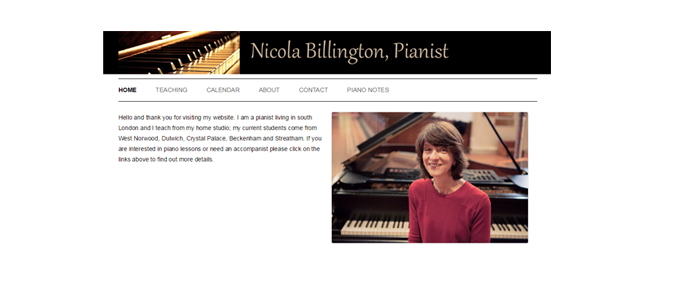 Nicola Billington, Pianist
HOME TEACHING CALENDAR ABOUT CONTACT PIANO NOTES
Hello and thank you for visiting my website. I am a pianist living in south
London and I teach from my home studio; my current students come from
West Norwood, Dulwich, Crystal Palace, Beckenham and Streatham. If you
are interested in piano lessons or need an accompanist please click on the
links above to find out more details.